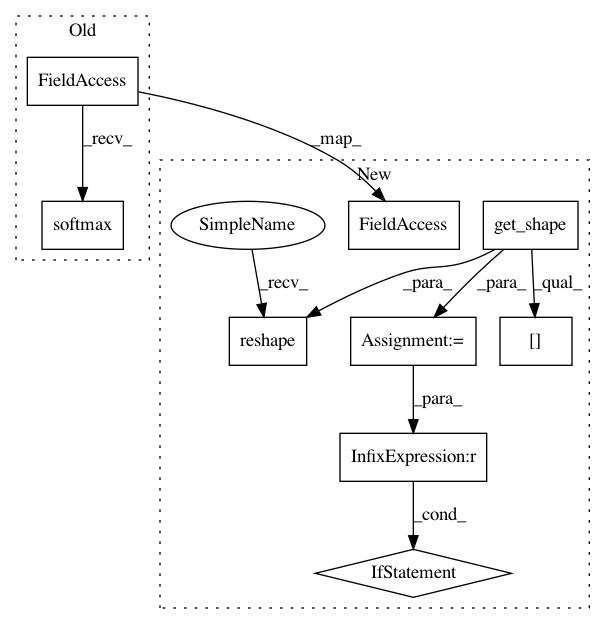 Old
FieldAccess
_recv_
_map_
softmax
New
SimpleName
FieldAccess
get_shape
_recv_
_para_
_para_
_qual_
reshape
Assignment:=
[]
_para_
InfixExpression:r
_cond_
IfStatement